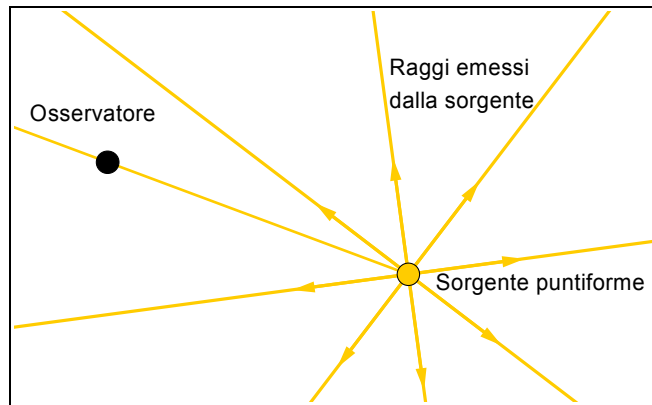 Raggi emessi
dalla sorgente
Osservatore
Sorgente puntiforme